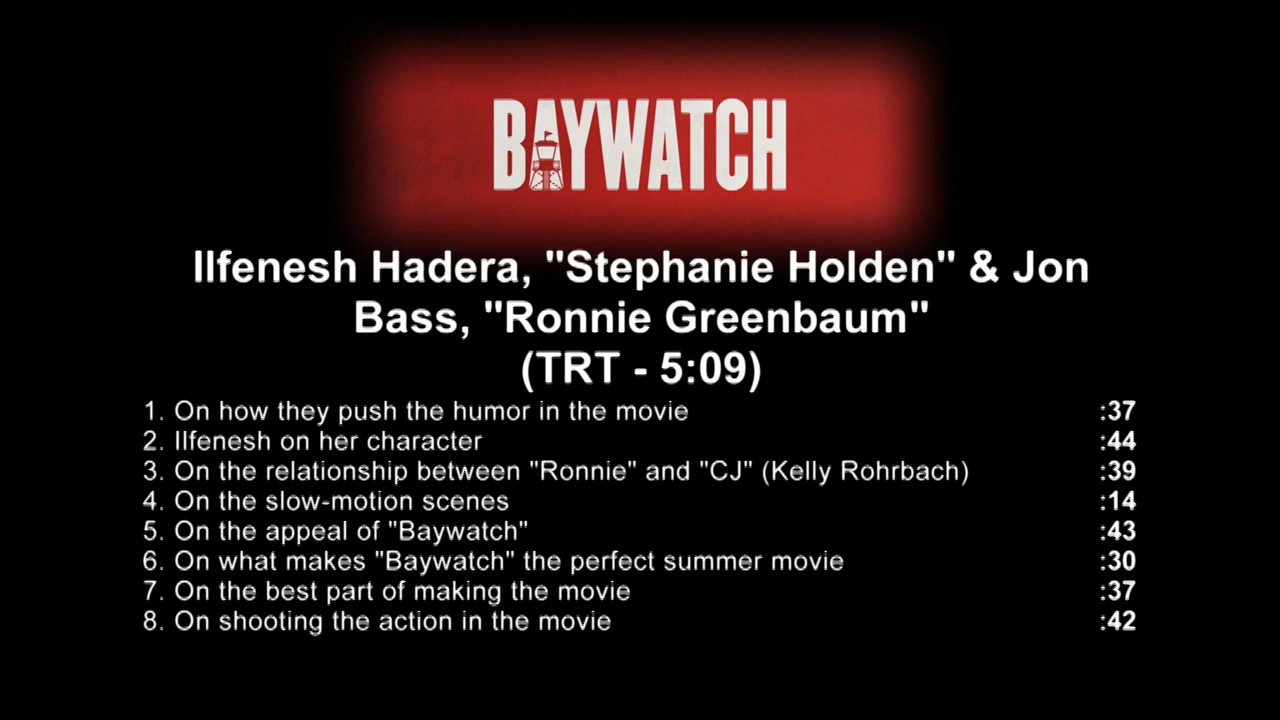 BAYWATCH
Ilfenesh Hadera, "Stephanie Holden" & Jon
Bass, "Ronnie Greenbaum"
(TRT - 5:09)
1. On how they push the humor in the movie :37
2. Ilfenesh on her character :44
3. On the relationship between "Ronnie" and "CJ" (Kelly Rohrbach) :39
4. On the slow-motion scenes :14
5. On the appeal of "Baywatch" :43
6. On what makes "Baywatch" the perfect summer movie :30
7. On the best part of making the movie :37
8. On shooting the action in the movie :42